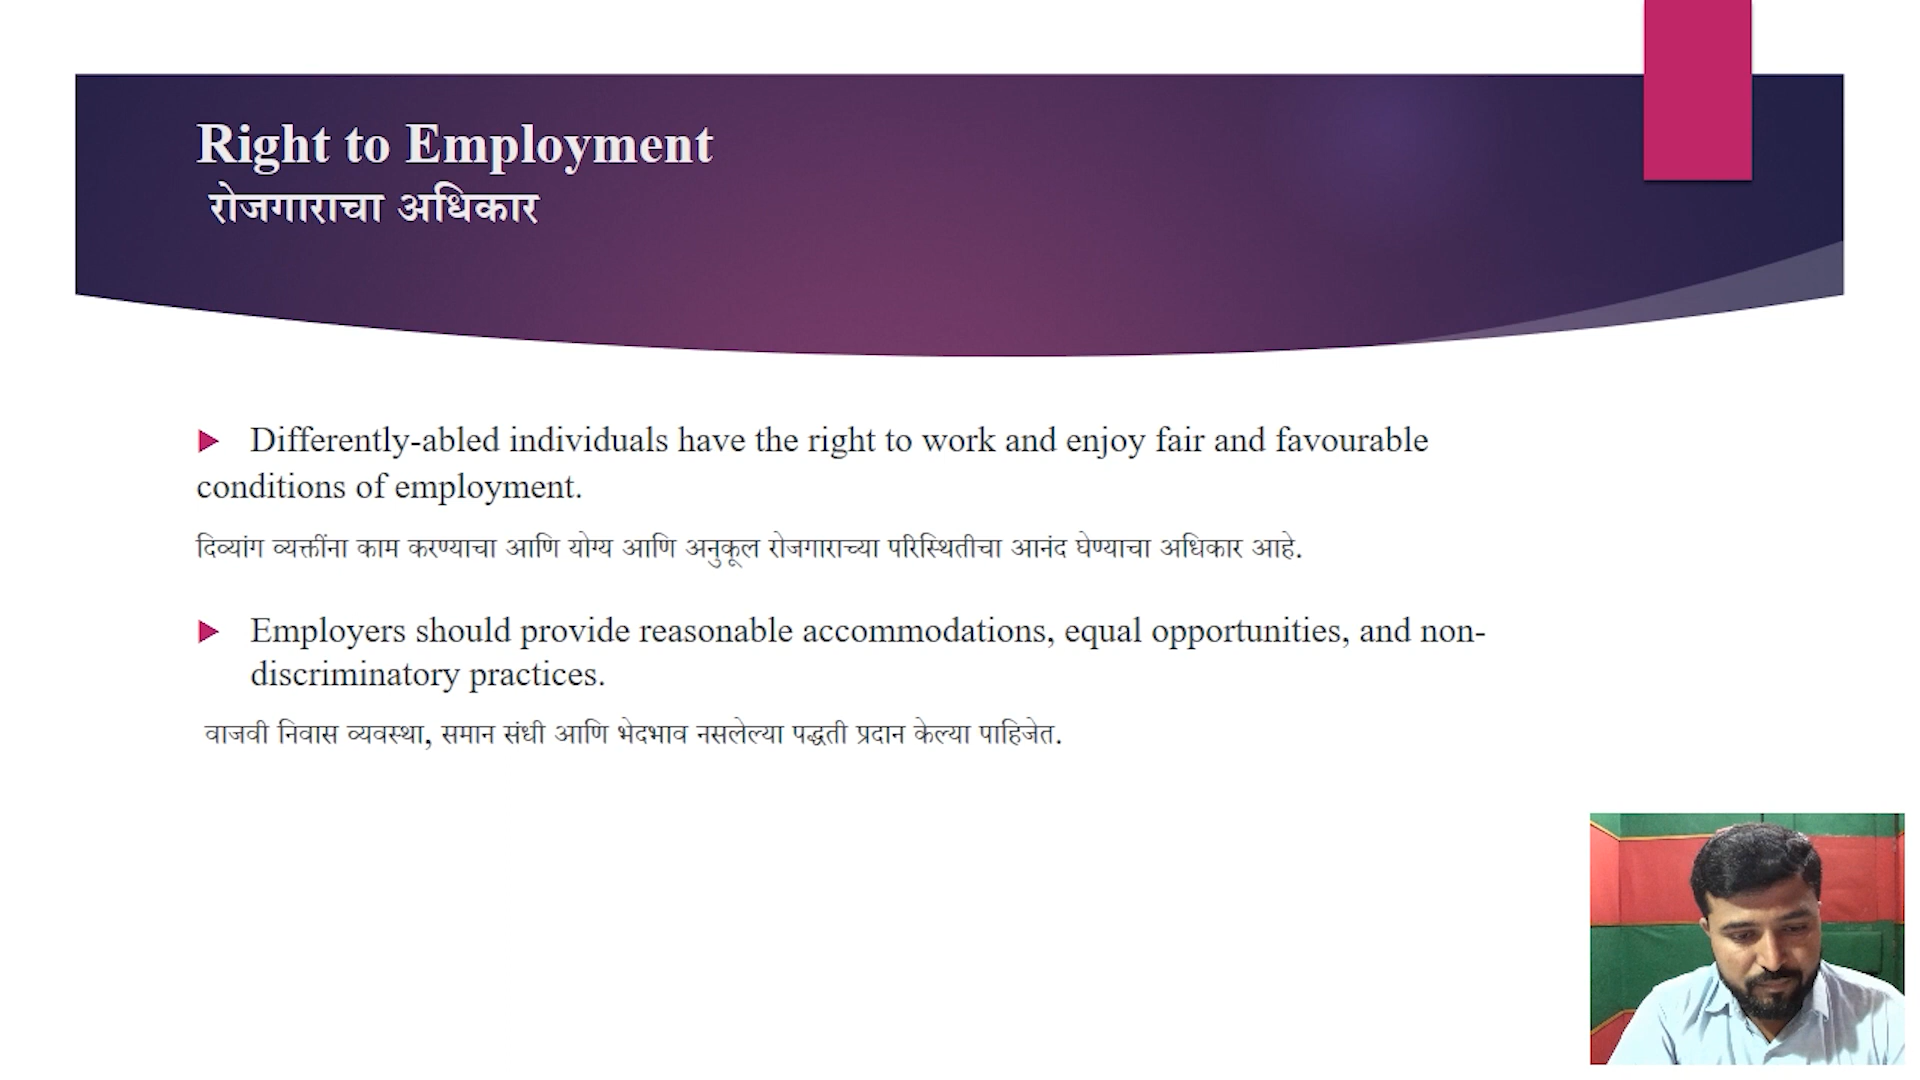 Right to Employment
रोजगाराचा अधिकार
Differently-abled individuals have the right to work and enjoy fair and favourable
conditions of employment.
दिव्यांग व्यक्तींना काम करण्याचा आणि योग्य आणि अनुकूल रोजगाराच्या परिस्थितीचा आनंद घेण्याचा अधिकार आहे.
Employers should provide reasonable accommodations, equal opportunities, and non-
discriminatory practices.
वाजवी निवास व्यवस्था, समान संधी आणि भेदभाव नसलेल्या पद्धती प्रदान केल्या पाहिजेत.